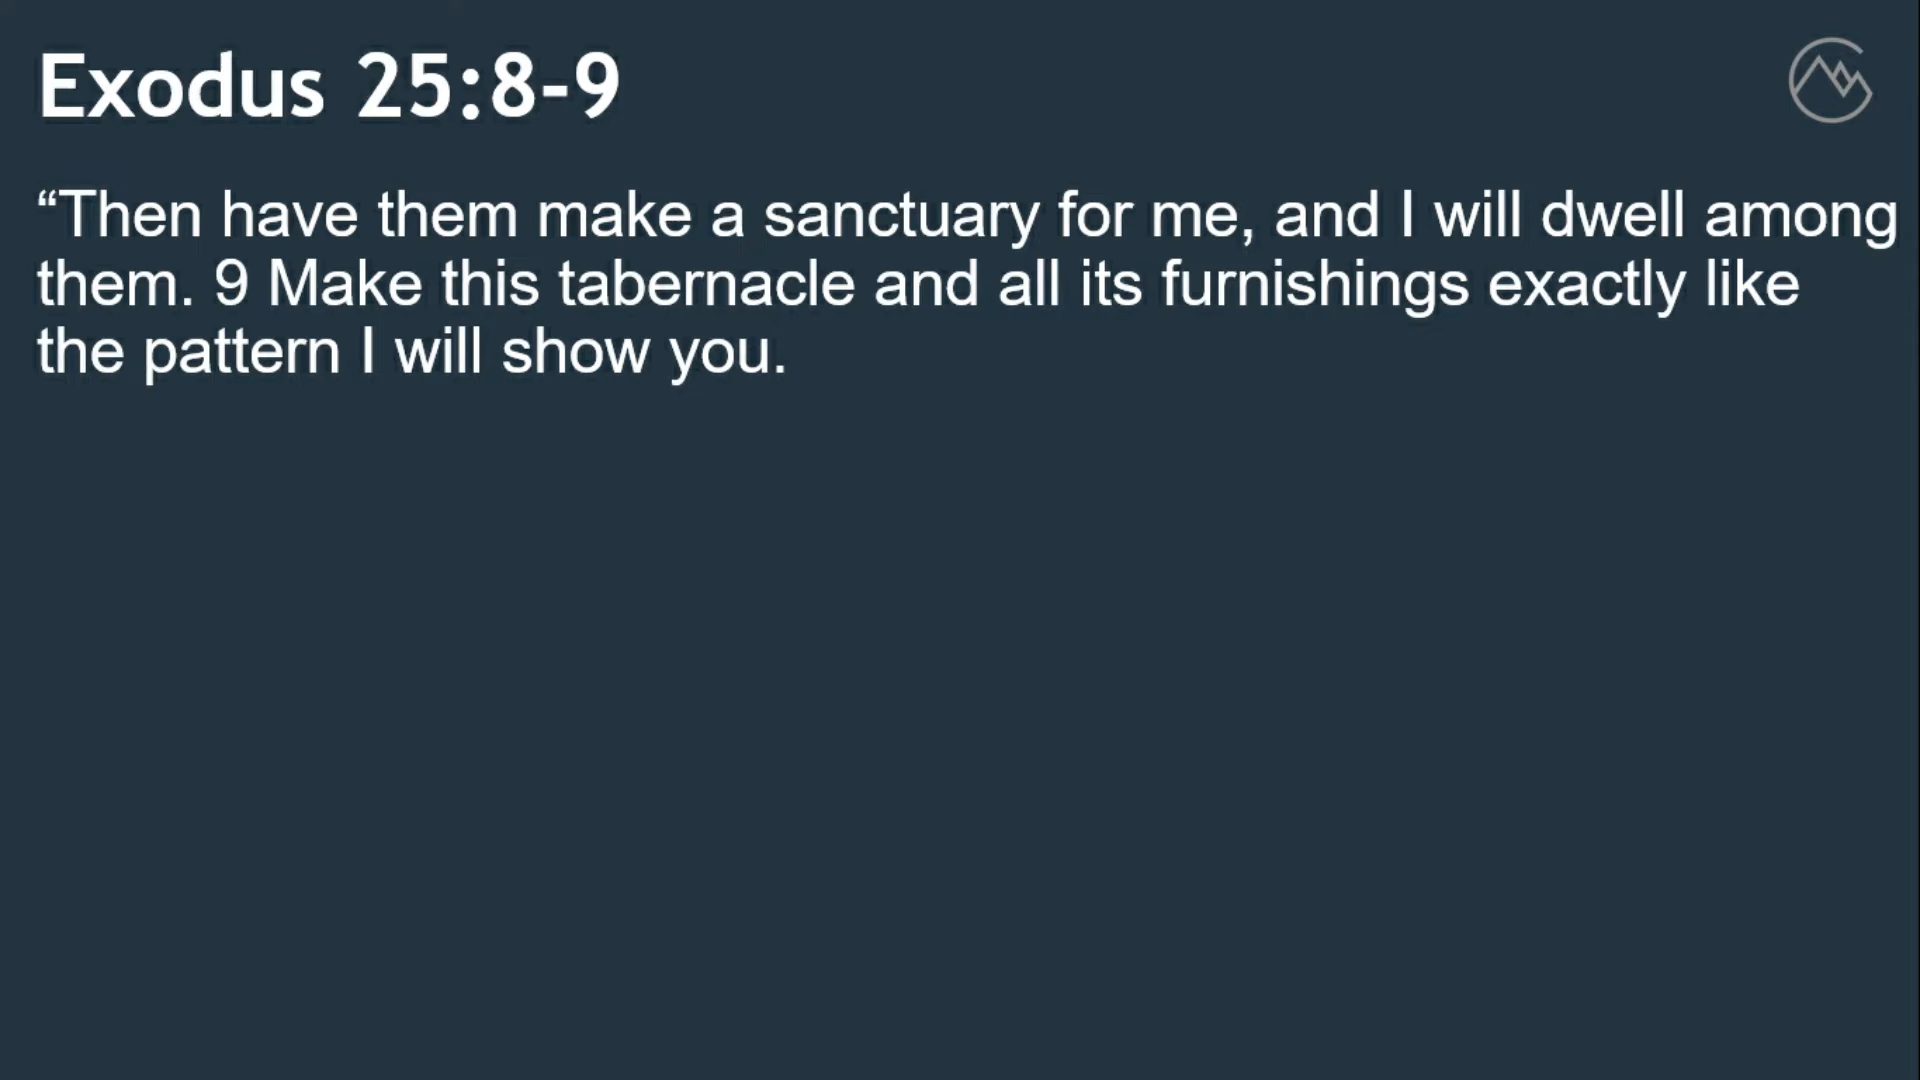 Exodus 25:8-9
“Then have them make a sanctuary for me, and I will dwell among
them. 9 Make this tabernacle and all its furnishings exactly like
the pattern I will show you.